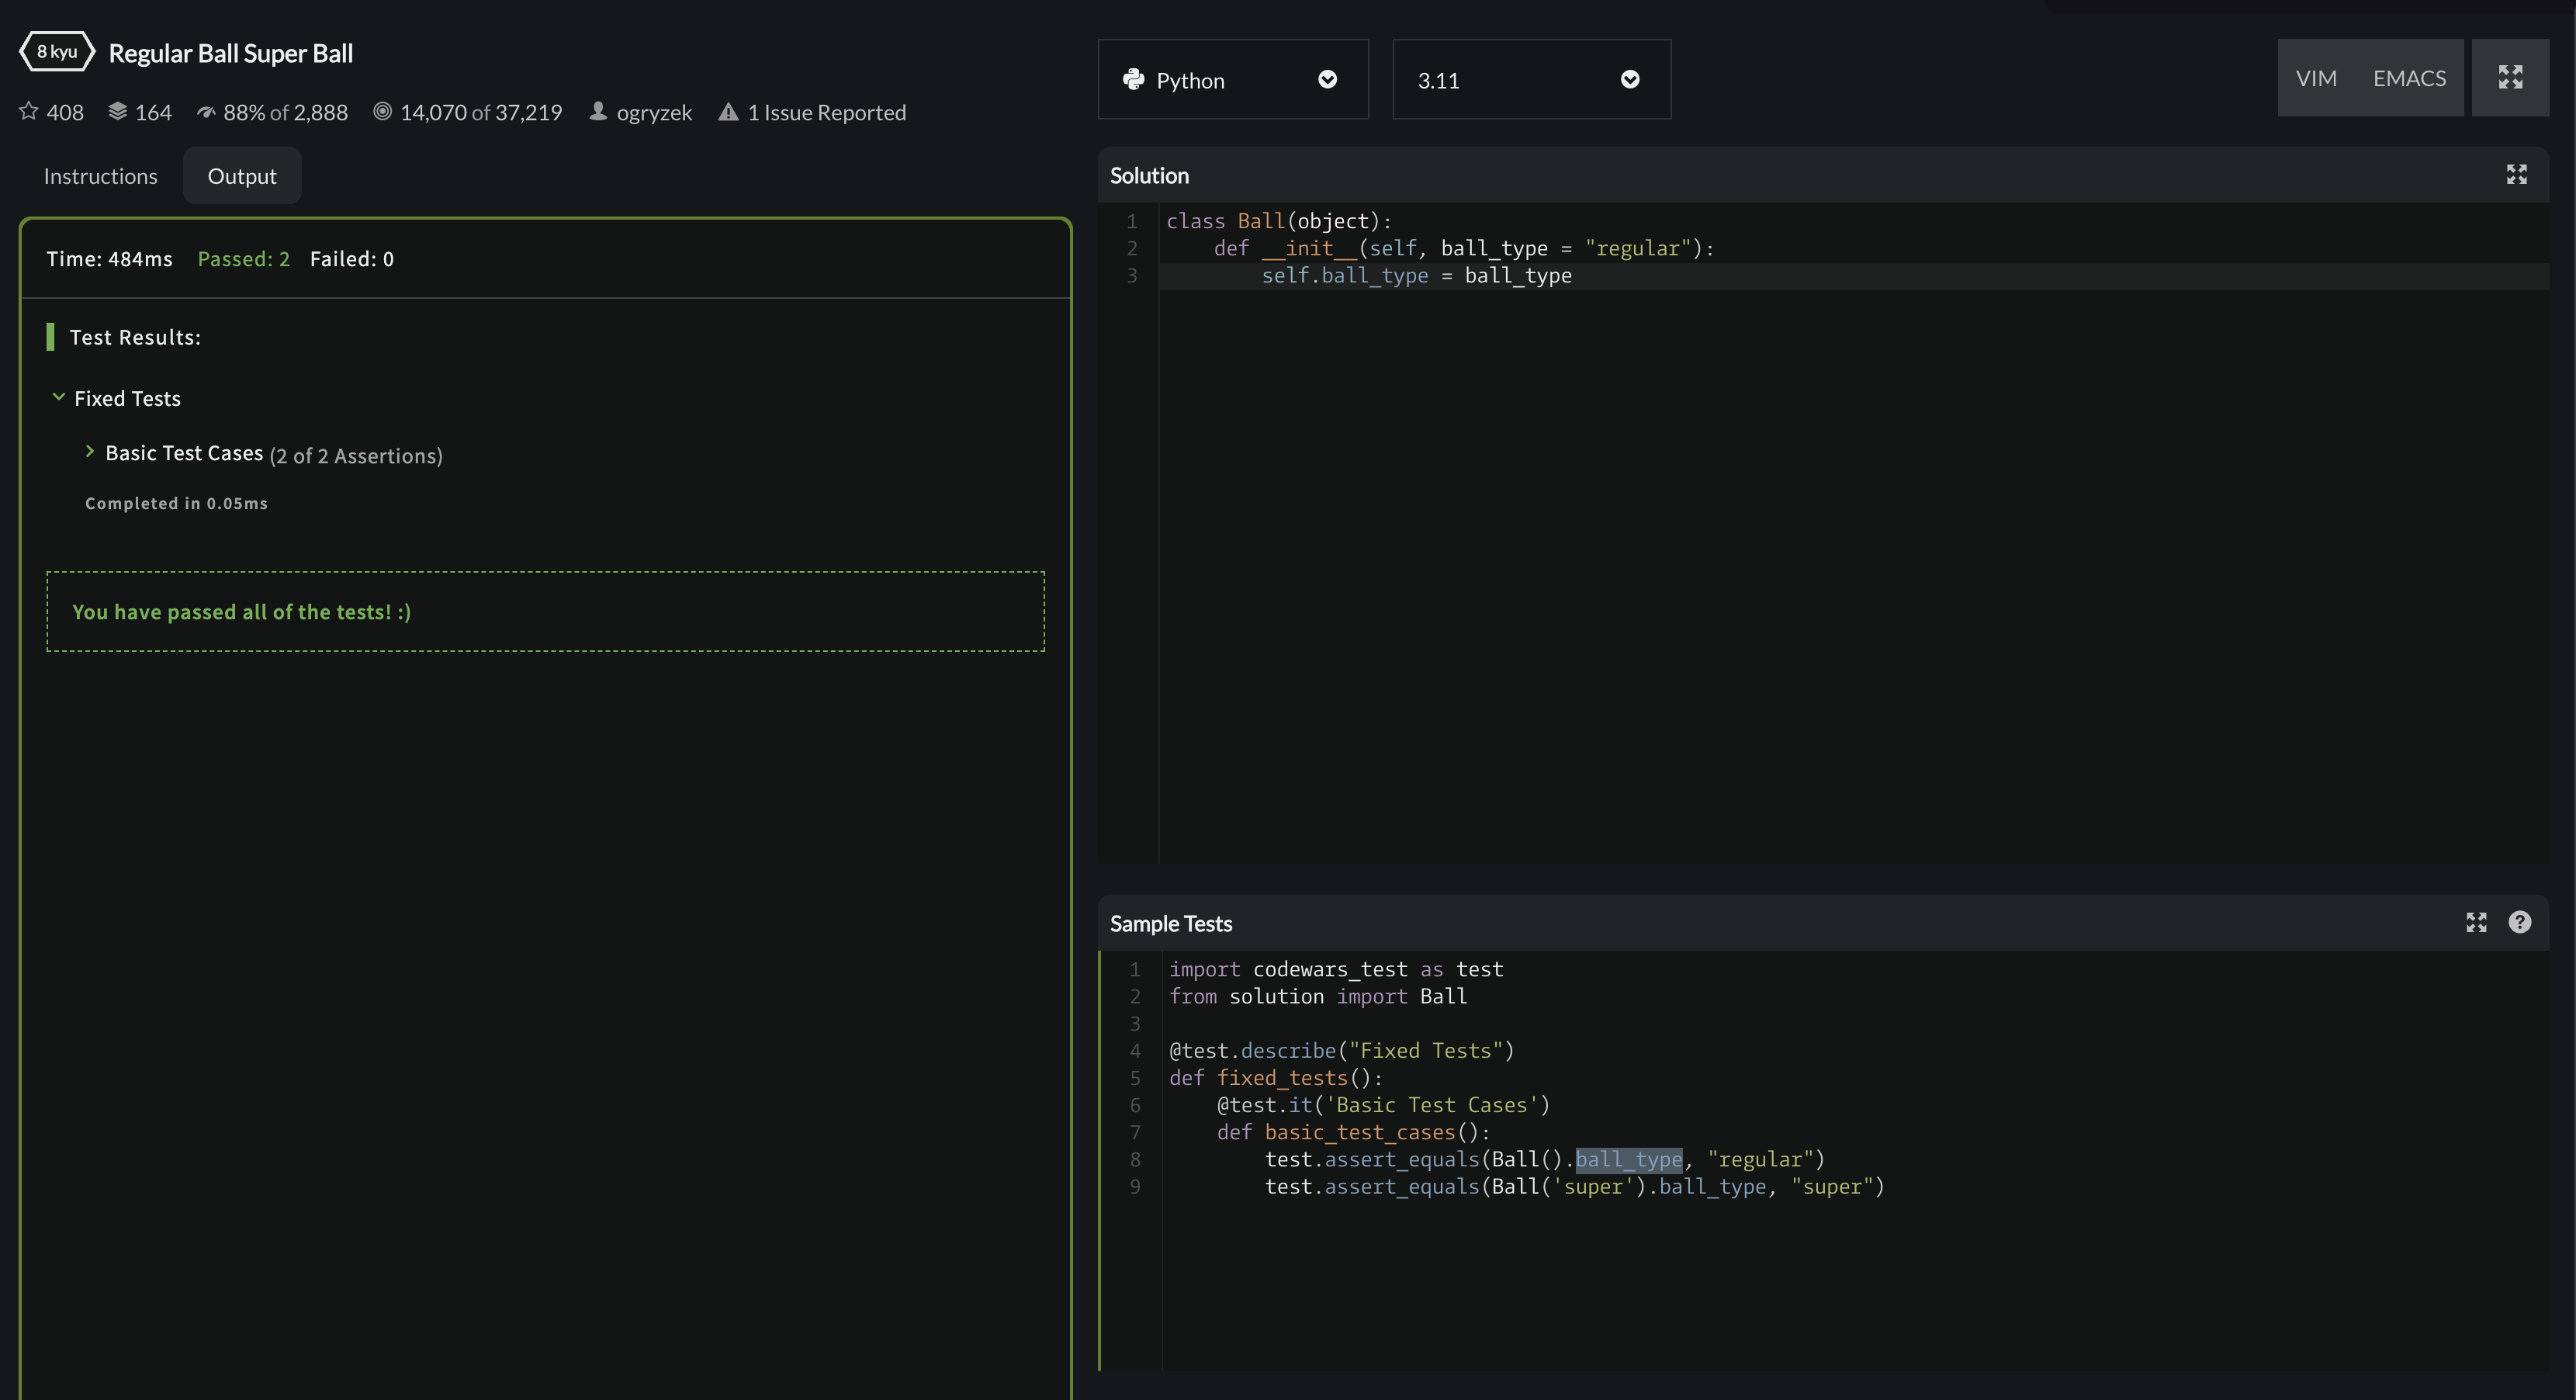 8 kyu Regular Ball Super Ball
408 164 88% of 2,888 14,070 of 37,219 ogryzek 1 Issue Reported
Instructions Output
Time: 484ms Passed: 2 Failed: 0
Test Results:
Fixed Tests
Basic Test Cases (2 of 2 Assertions)
Completed in 0.05ms
You have passed all of the tests! :)
Python 3.11 VIM EMACS
Solution
1 class Ball(object):
2     def __init__(self, ball_type = "regular"):
3         self.ball_type = ball_type
Sample Tests ?
1 import codewars_test as test
2 from solution import Ball
3
4 @test.describe("Fixed Tests")
5 def fixed_tests():
6     @test.it('Basic Test Cases')
7     def basic_test_cases():
8         test.assert_equals(Ball().ball_type, "regular")
9         test.assert_equals(Ball('super').ball_type, "super")